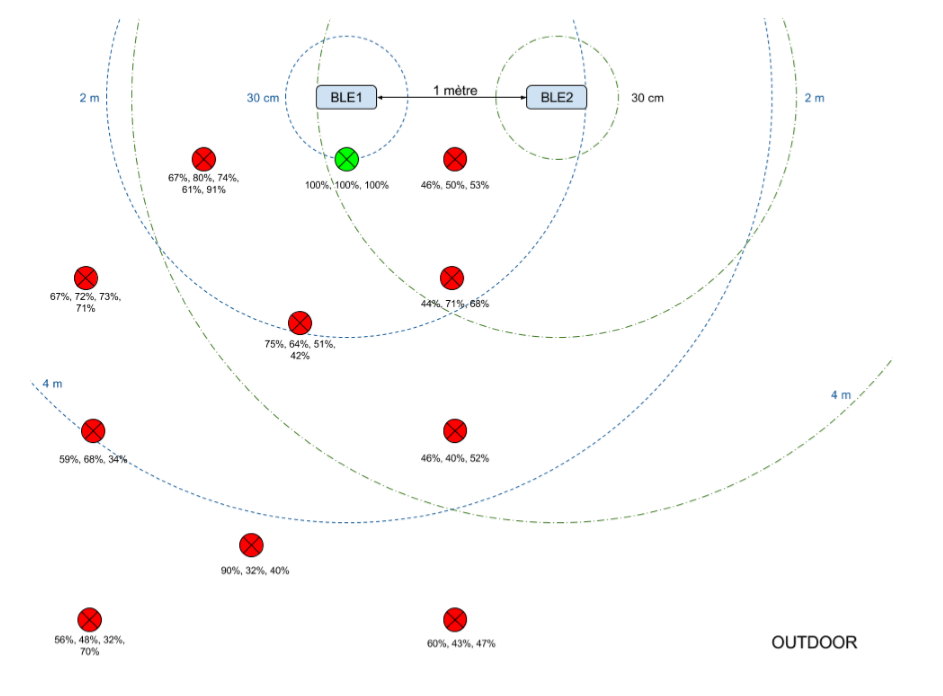 2 m
30 cm
BLE1
1 mètre
BLE2
30 cm
2 m
67%, 80%, 74%,
61%, 91%
100%, 100%, 100%
46%, 50%, 53%
67%, 72%, 73%,
71%
44%, 71%, 68%
75%, 64%, 51%,
42%
4 m
4 m
59%, 68%, 34%
46%, 40%, 52%
90%, 32%, 40%
56%, 48%, 32%,
70%
60%, 43%, 47%
OUTDOOR